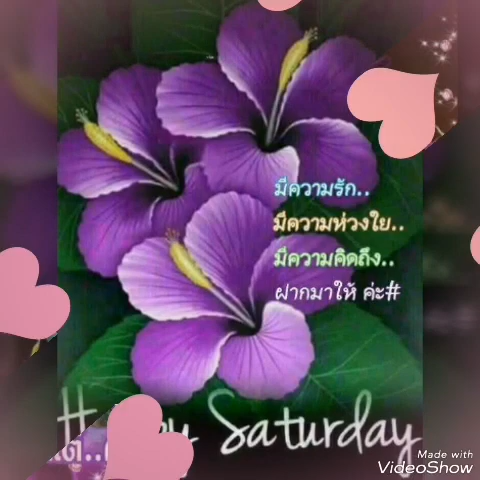 มีความรัก..
มีความห่วงใย..
มีความคิดถึง..
ฝากมาให้ ค่ะ#
Saturday
Made with
VideoShow